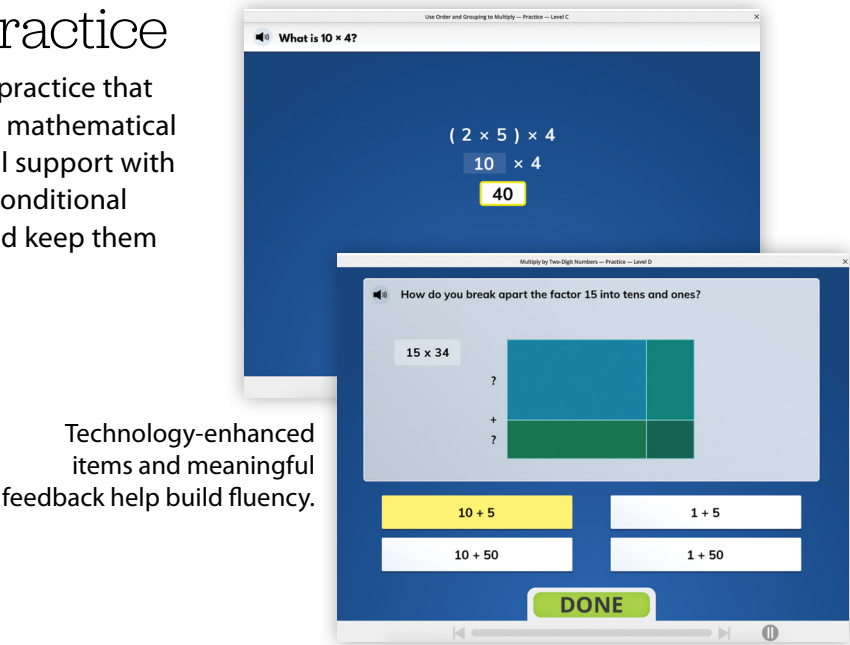 ractice
practice that
mathematical
l support with
onditional
d keep them
Use Order and Grouping to Multiply — Practice — Level C
What is 10 × 4?
( 2 × 5 ) × 4
10 × 4
40
Multiply by Two-Digit Numbers — Practice — Level D
How do you break apart the factor 15 into tens and ones?
15 x 34
?
+
?
10 + 5
1 + 5
10 + 50
1 + 50
DONE
Technology-enhanced
items and meaningful
feedback help build fluency.